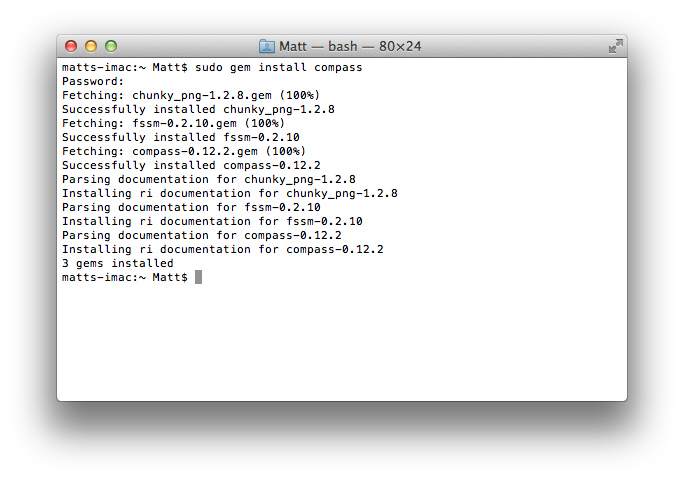 Matt — bash — 80×24
matts-imac:~ Matt$ sudo gem install compass
Password:
Fetching: chunky_png-1.2.8.gem (100%)
Successfully installed chunky_png-1.2.8
Fetching: fssm-0.2.10.gem (100%)
Successfully installed fssm-0.2.10
Fetching: compass-0.12.2.gem (100%)
Successfully installed compass-0.12.2
Parsing documentation for chunky_png-1.2.8
Installing ri documentation for chunky_png-1.2.8
Parsing documentation for fssm-0.2.10
Installing ri documentation for fssm-0.2.10
Parsing documentation for compass-0.12.2
Installing ri documentation for compass-0.12.2
3 gems installed
matts-imac:~ Matt$